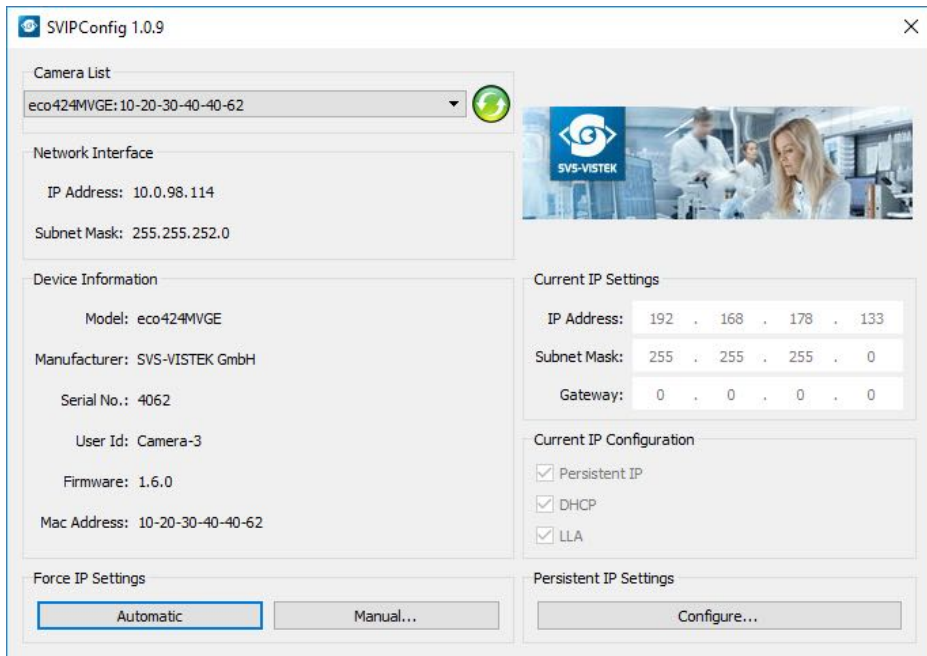 SVIPConfig 1.0.9
Camera List
eco424MVGE:10-20-30-40-40-62
Network Interface
IP Address: 10.0.98.114
Subnet Mask: 255.255.252.0
SVS-VISTEK
Device Information
Model: eco424MVGE
Manufacturer: SVS-VISTEK GmbH
Serial No.: 4062
User Id: Camera-3
Firmware: 1.6.0
Mac Address: 10-20-30-40-40-62
Current IP Settings
IP Address: 192 . 168 . 178 . 133
Subnet Mask: 255 . 255 . 255 . 0
Gateway: 0 . 0 . 0 . 0
Current IP Configuration
Persistent IP
DHCP
LLA
Force IP Settings
Automatic Manual...
Persistent IP Settings
Configure...